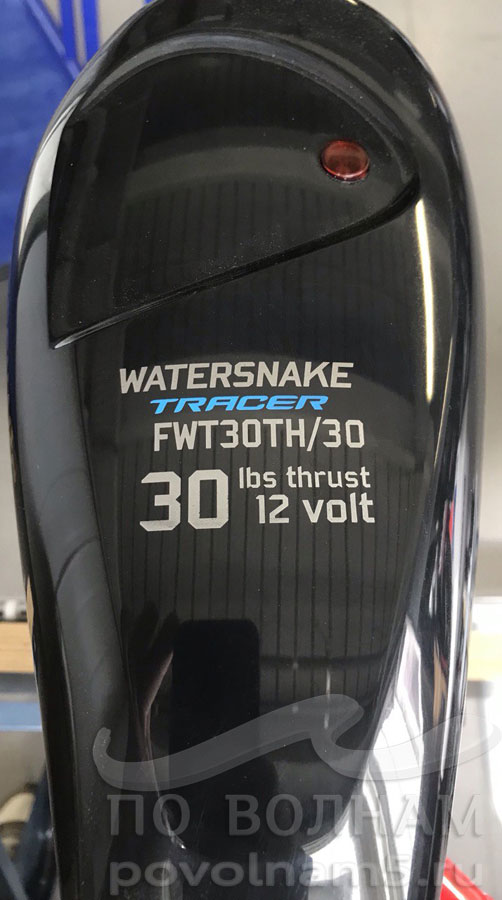 WATERSNAKE
TRACER
FWT30TH/30
30 lbs thrust
12 volt
ПО ВОЛНАМ
povolnam5.ru